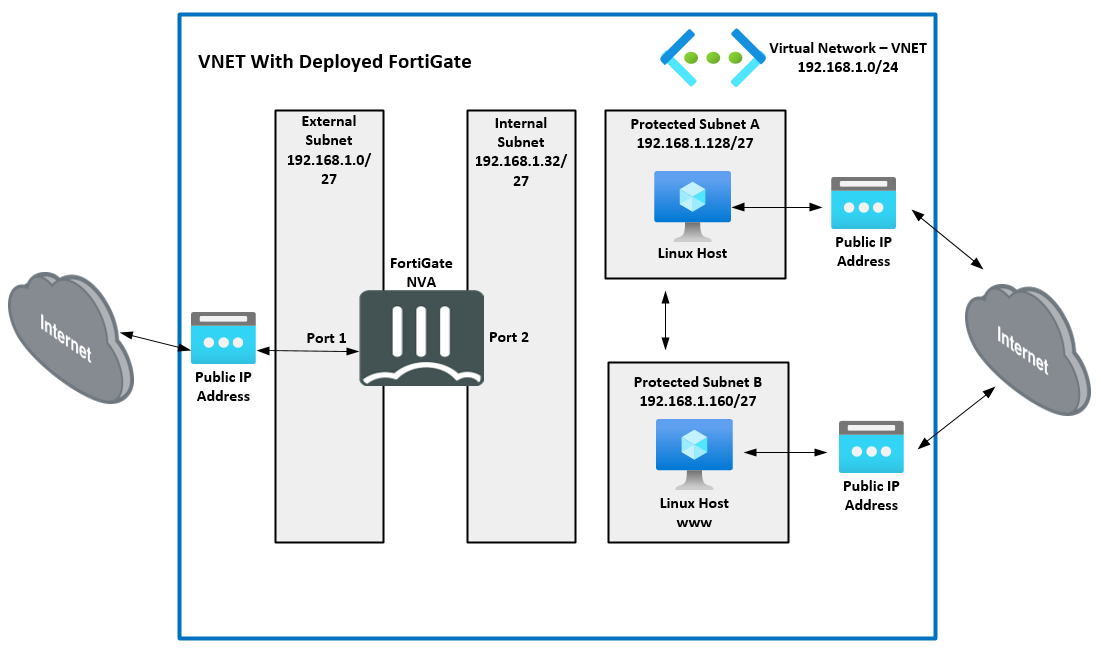 VNET With Deployed FortiGate
Virtual Network – VNET
192.168.1.0/24
External
Subnet
192.168.1.0/
27
Internal
Subnet
192.168.1.32/
27
Protected Subnet A
192.168.1.128/27
Linux Host
Public IP
Address
FortiGate
NVA
Port 1
Port 2
Internet
Public IP
Address
Internet
Protected Subnet B
192.168.1.160/27
Linux Host
www
Public IP
Address